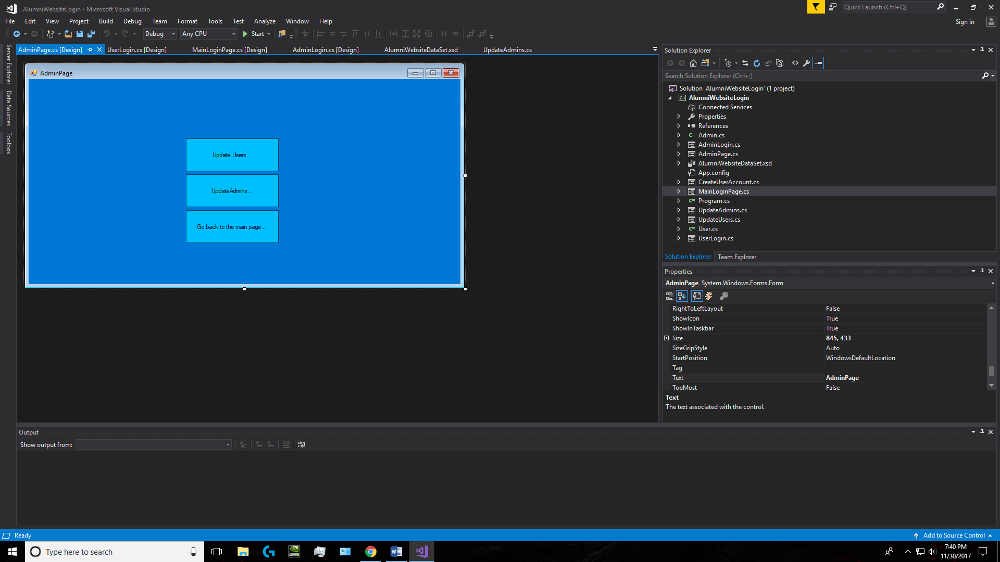 AlumniWebsiteLogin - Microsoft Visual Studio
Quick Launch (Ctrl+Q)
File Edit View Project Build Debug Team Format Tools Test Analyze Window Help
Sign in
Debug Any CPU Start
Server Explorer
Data Sources
Toolbox
AdminPage.cs [Design] UserLogin.cs [Design] MainLoginPage.cs [Design] AdminLogin.cs [Design] AlumniWebsiteDataSet.xsd UpdateAdmins.cs
AdminPage
Update Users...
UpdateAdmins...
Go back to the main page...
Solution Explorer
Search Solution Explorer (Ctrl+;)
Solution 'AlumniWebsiteLogin' (1 project)
C# AlumniWebsiteLogin
Connected Services
Properties
References
C# Admin.cs
AdminLogin.cs
AdminPage.cs
AlumniWebsiteDataSet.xsd
App.config
CreateUserAccount.cs
MainLoginPage.cs
C# Program.cs
UpdateAdmins.cs
UpdateUsers.cs
C# User.cs
UserLogin.cs
Solution Explorer Team Explorer
Properties
AdminPage System.Windows.Forms.Form
RightToLeftLayout False
ShowIcon True
ShowInTaskbar True
Size 845, 433
SizeGripStyle Auto
StartPosition WindowsDefaultLocation
Tag
Text AdminPage
TopMost False
Text
The text associated with the control.
Output
Show output from:
Ready
Add to Source Control
Type here to search
7:40 PM
11/30/2017